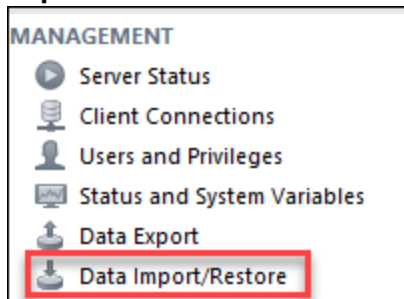 MANAGEMENT
Server Status
Client Connections
Users and Privileges
Status and System Variables
Data Export
Data Import/Restore